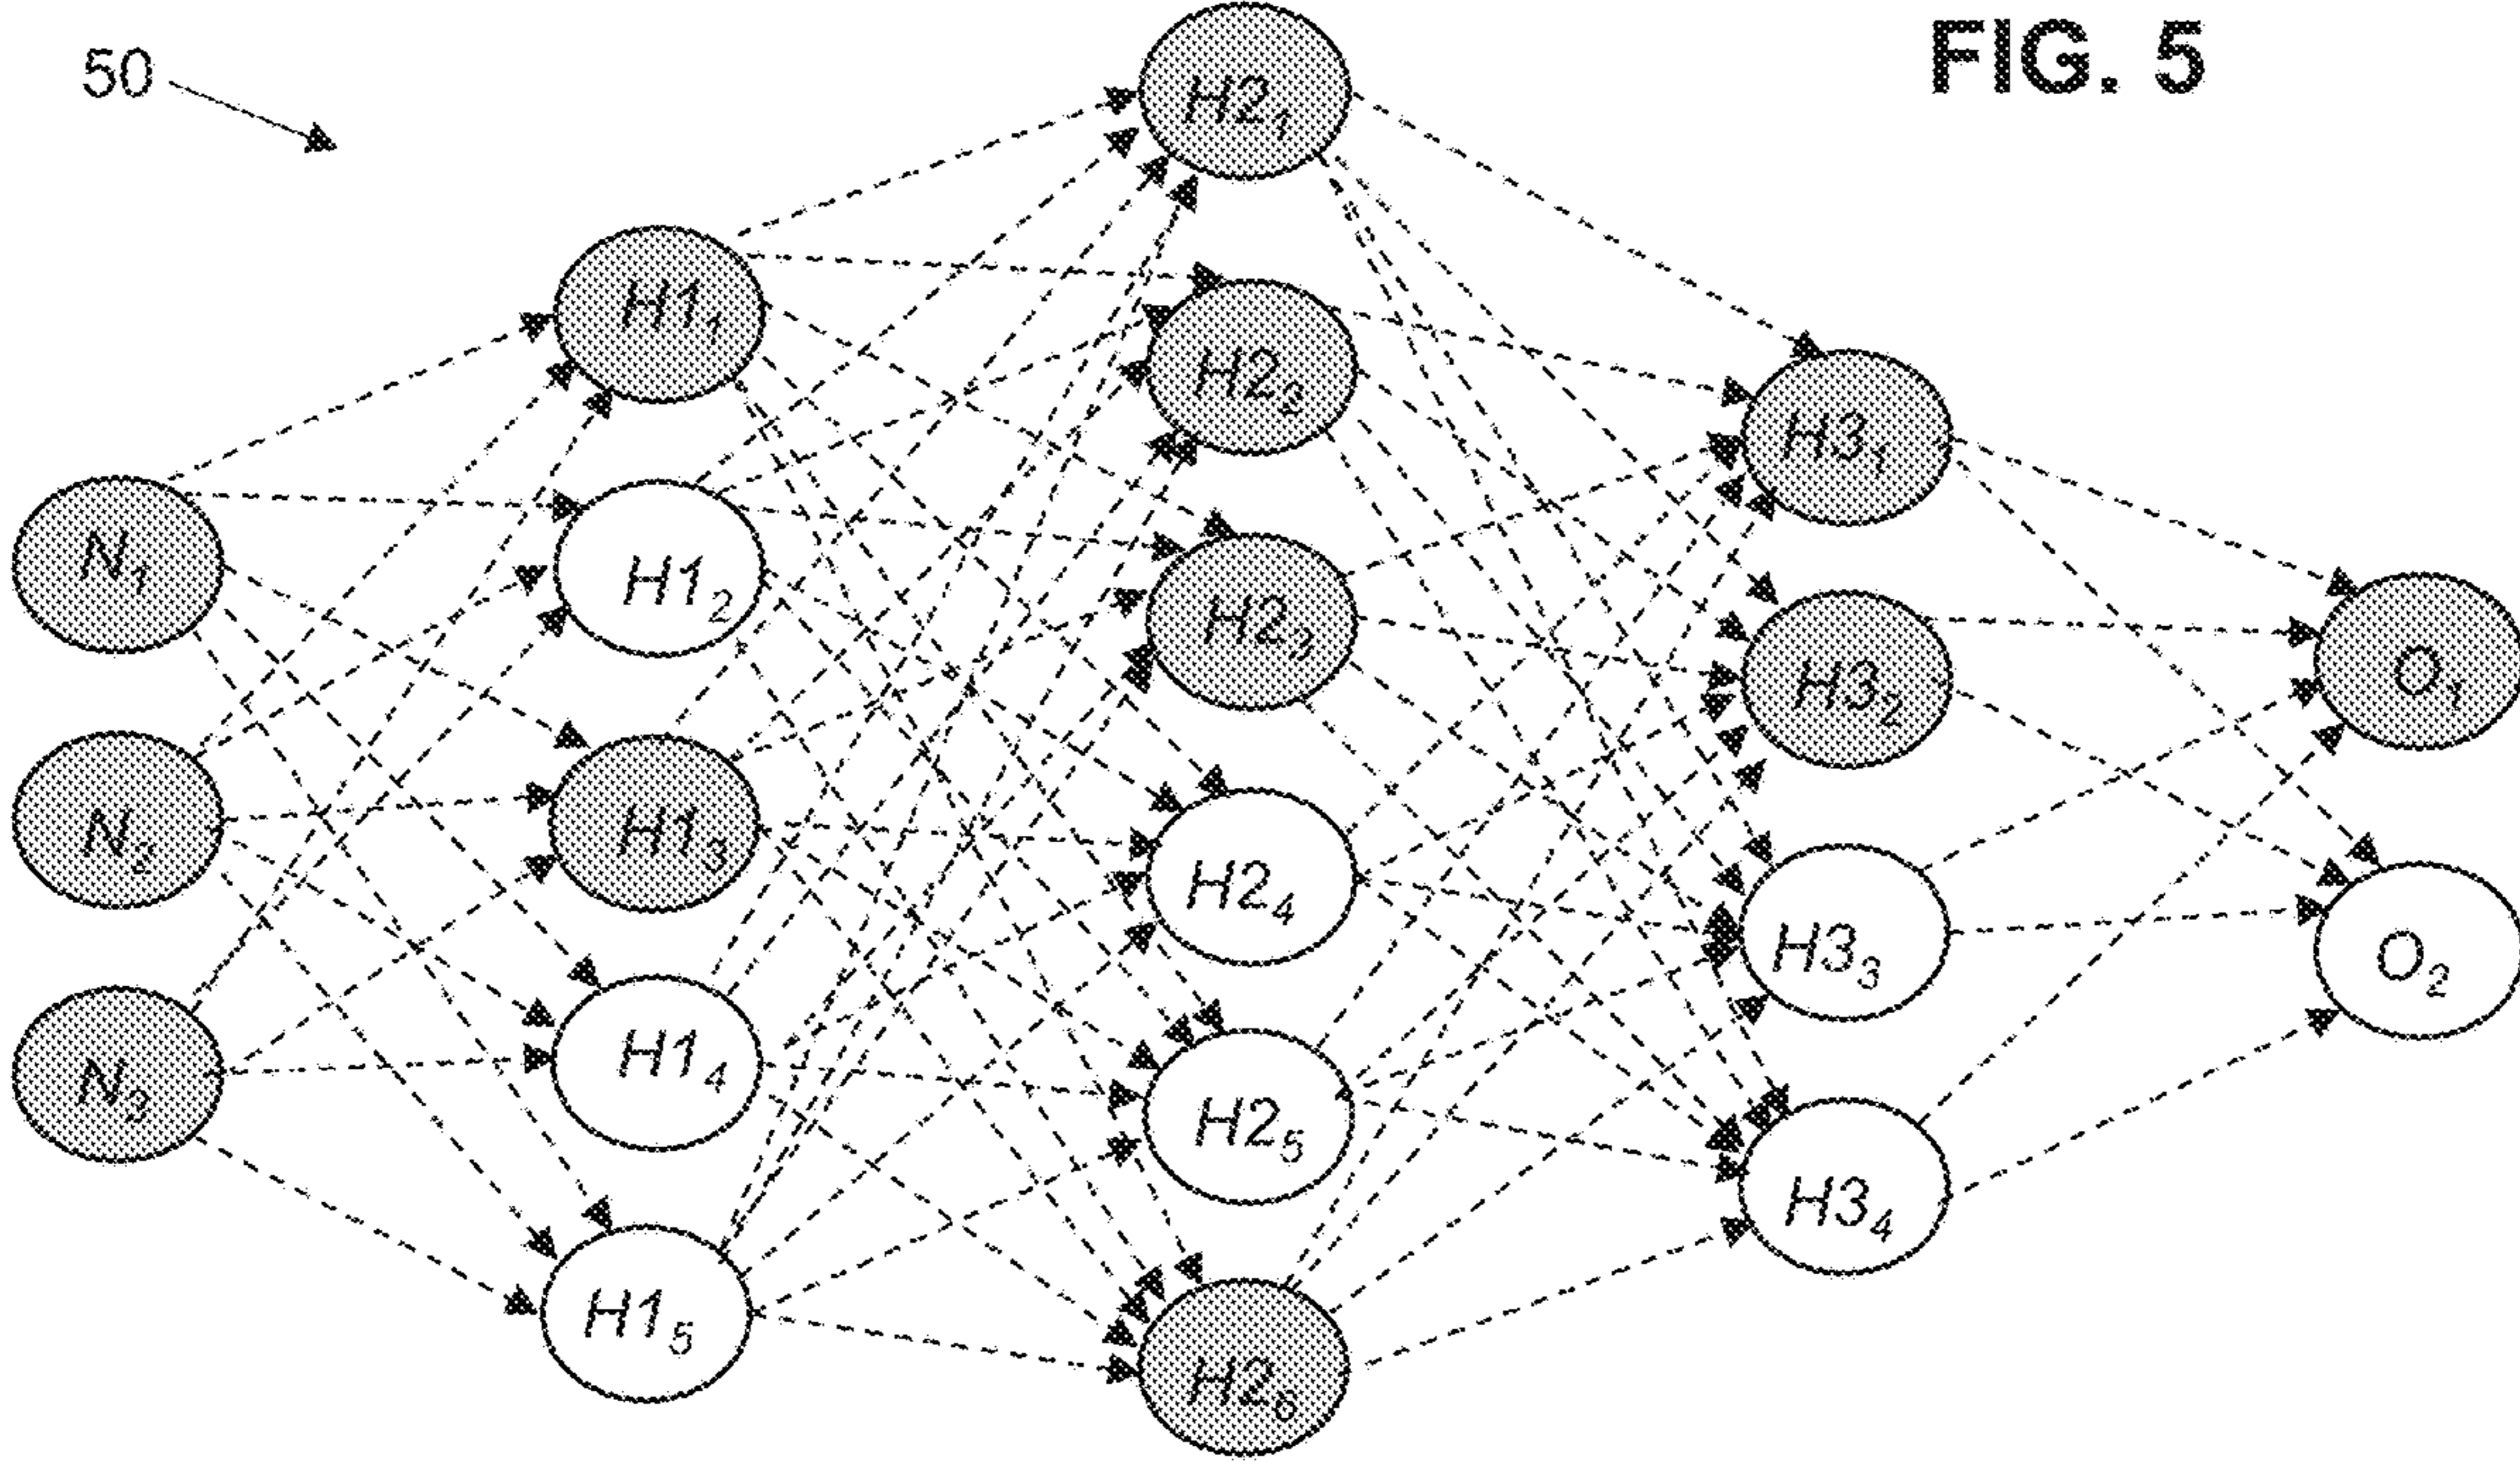 FIG. 5
50
H2₁
H1₁
H2₂
H3₁
N₁
H1₂
H2₃
H3₂
O₁
N₂
H1₃
H2₄
H3₃
O₂
N₃
H1₄
H2₅
H3₄
H1₅
H2₆